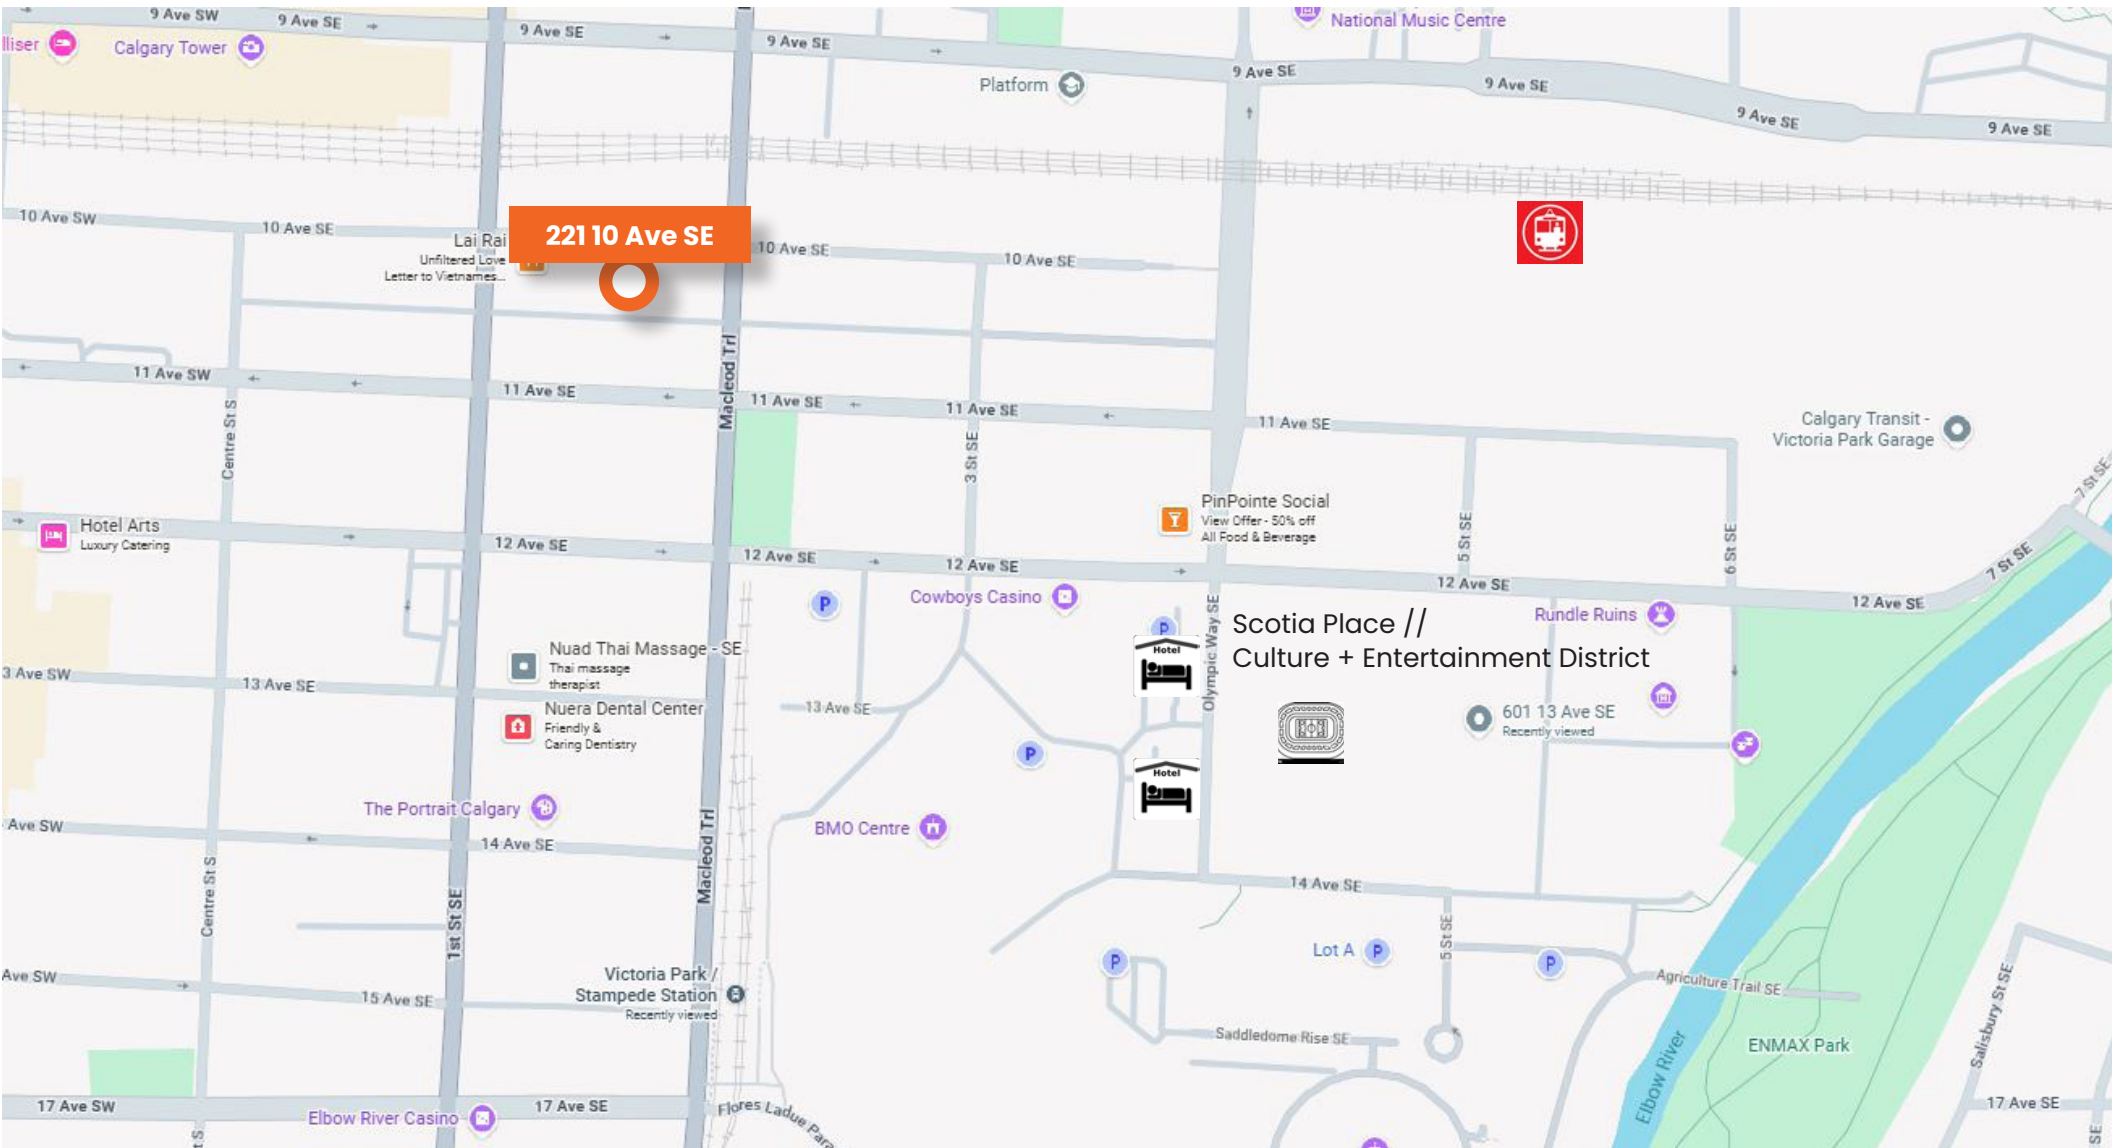 9 Ave SW
9 Ave SE
9 Ave SE
9 Ave SE
National Music Centre
lliser
Calgary Tower
Platform
9 Ave SE
9 Ave SE
9 Ave SE
9 Ave SE
10 Ave SW
10 Ave SE
221 10 Ave SE
10 Ave SE
10 Ave SE
Lai Rai
Unfiltered Love
Letter to Vietnames...
Macleod Trl
11 Ave SW
11 Ave SE
11 Ave SE
11 Ave SE
11 Ave SE
Calgary Transit -
Victoria Park Garage
Centre St S
3 St SE
7 St SE
Hotel Arts
Luxury Catering
PinPointe Social
View Offer - 50% off
All Food & Beverage
5 St SE
6 St SE
7 St SE
12 Ave SE
12 Ave SE
12 Ave SE
12 Ave SE
12 Ave SE
P
Cowboys Casino
P
Olympic Way SE
Scotia Place //
Culture + Entertainment District
Rundle Ruins
Hotel
Nuad Thai Massage - SE
Thai massage
therapist
3 Ave SW
13 Ave SE
13 Ave SE
Nuera Dental Center
Friendly &
Caring Dentistry
601 13 Ave SE
Recently viewed
P
Hotel
The Portrait Calgary
BMO Centre
Ave SW
14 Ave SE
Macleod Trl
14 Ave SE
Centre St S
1st St SE
5 St SE
Lot A
P
P
P
Ave SW
15 Ave SE
Victoria Park /
Stampede Station
Recently viewed
Agriculture Trail SE
Salisbury St SE
Saddledome Rise SE
Elbow River
ENMAX Park
17 Ave SW
Elbow River Casino
17 Ave SE
Flores Ladue Para
17 Ave SE
t S
SE